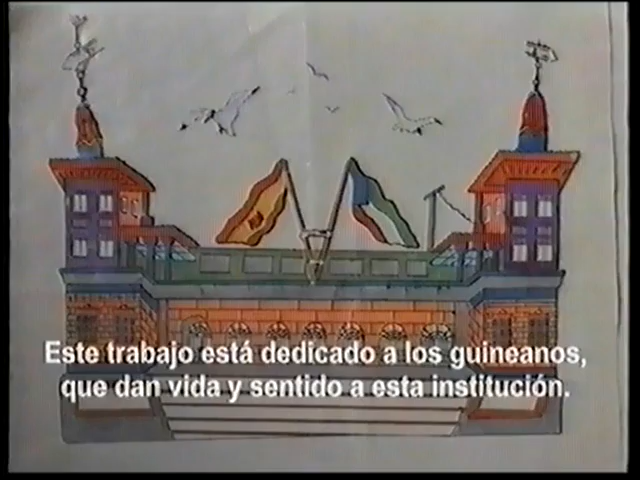 Este trabajo está dedicado a los guineanos,
que dan vida y sentido a esta institución.